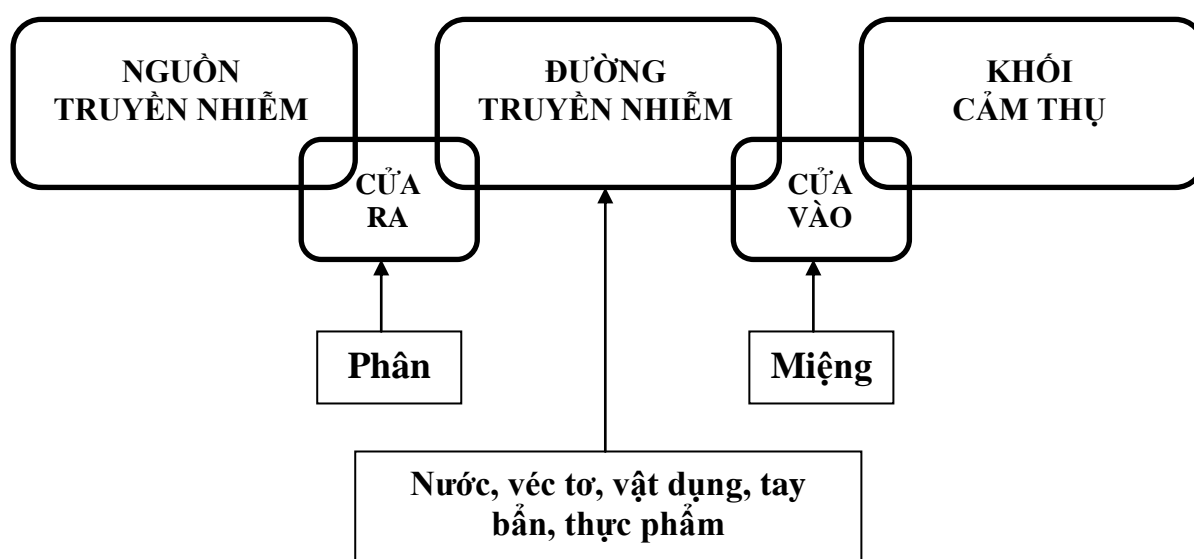 NGUỒN
TRUYỀN NHIỄM
ĐƯỜNG
TRUYỀN NHIỄM
KHỐI
CẢM THỤ
CỬA
RA
CỬA
VÀO
Phân
Miệng
Nước, véc tơ, vật dụng, tay
bẩn, thực phẩm